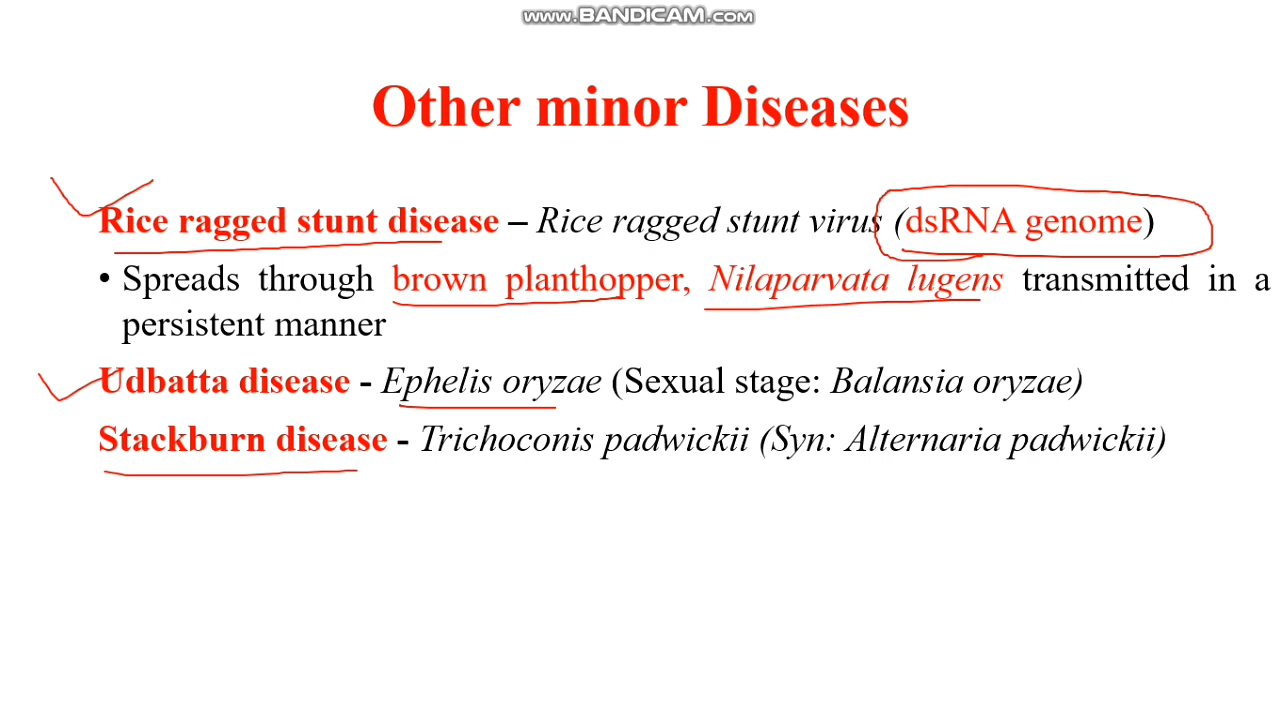 www.BANDICAM.com
Other minor Diseases
Rice ragged stunt disease – Rice ragged stunt virus (dsRNA genome)
• Spreads through brown planthopper, Nilaparvata lugens transmitted in a
persistent manner
Udbatta disease - Ephelis oryzae (Sexual stage: Balansia oryzae)
Stackburn disease - Trichoconis padwickii (Syn: Alternaria padwickii)